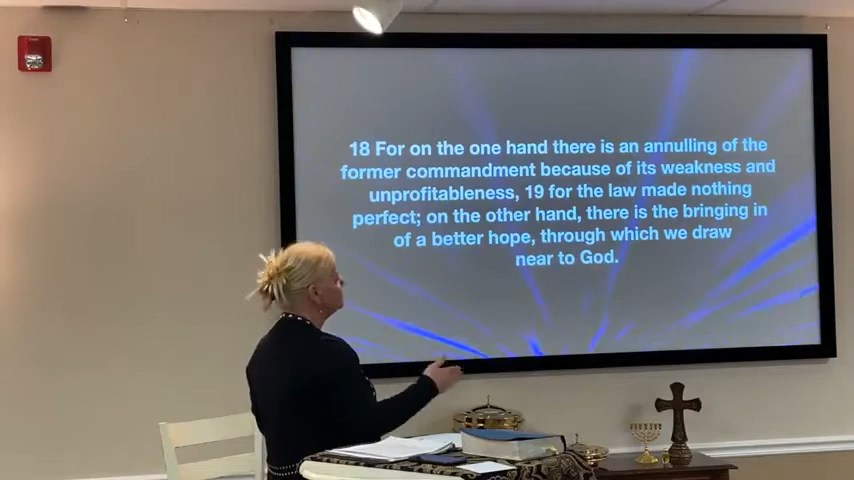 18 For on the one hand there is an annulling of the
former commandment because of its weakness and
unprofitableness, 19 for the law made nothing
perfect; on the other hand, there is the bringing in
of a better hope, through which we draw
near to God.